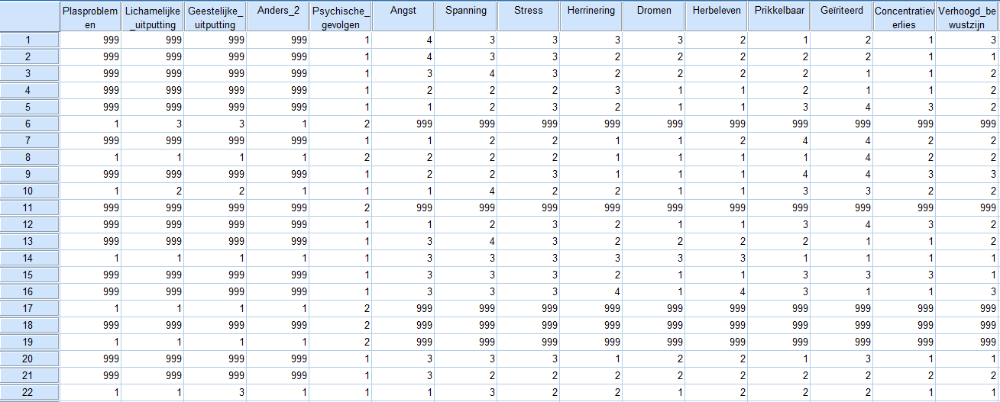 Plasproblem Lichamelijke Geestelijke_ Anders_2 Psychische_ Angst Spanning Stress Herrinering Dromen Herbeleven Prikkelbaar Geïriteerd Concentratiev Verhoogd_be
en _uitputting uitputting gevolgen erlies wustzijn
1 999 999 999 999 1 4 3 3 3 3 2 1 2 1 3
2 999 999 999 999 1 4 3 3 2 2 2 2 2 1 1
3 999 999 999 999 1 3 4 3 2 2 2 2 1 1 2
4 999 999 999 999 1 2 2 2 3 1 1 2 1 1 2
5 999 999 999 999 1 1 2 3 2 1 1 3 4 3 2
6 1 3 3 1 2 999 999 999 999 999 999 999 999 999 999
7 999 999 999 999 1 1 2 2 1 1 2 4 4 2 2
8 1 1 1 1 2 2 2 2 1 1 1 1 4 2 2
9 999 999 999 999 1 2 2 3 1 1 1 4 4 3 3
10 1 2 2 1 1 1 4 2 2 1 1 3 3 2 2
11 999 999 999 999 2 999 999 999 999 999 999 999 999 999 999
12 999 999 999 999 1 1 2 3 2 1 1 3 4 3 2
13 999 999 999 999 1 3 4 3 2 2 2 2 1 1 2
14 1 1 1 1 1 3 3 3 3 3 3 1 1 1 1
15 999 999 999 999 1 3 3 3 2 1 1 3 3 3 1
16 999 999 999 999 1 3 3 3 4 1 4 3 1 1 3
17 1 1 1 1 2 999 999 999 999 999 999 999 999 999 999
18 999 999 999 999 2 999 999 999 999 999 999 999 999 999 999
19 1 1 1 1 2 999 999 999 999 999 999 999 999 999 999
20 999 999 999 999 1 3 3 3 1 2 2 1 3 1 1
21 999 999 999 999 1 3 2 2 2 2 2 2 2 2 2
22 1 1 3 1 1 1 3 2 2 1 2 2 2 1 1